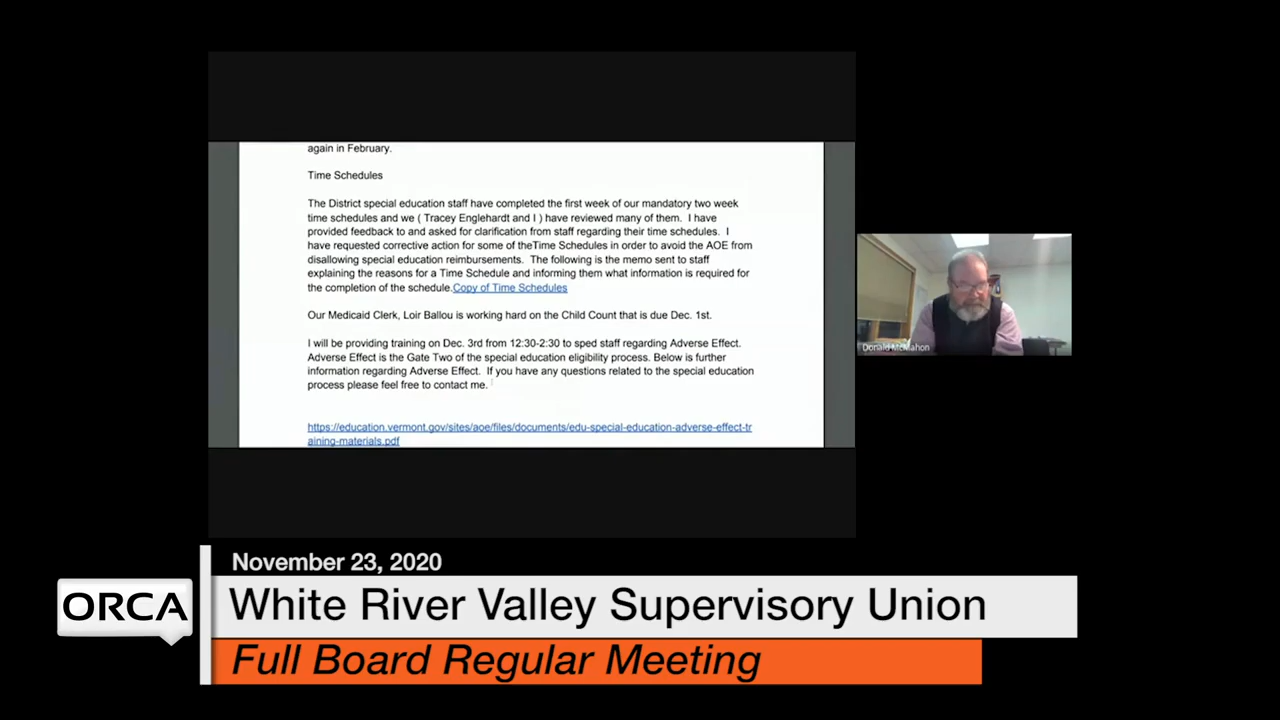 again in February.
Time Schedules
The District special education staff have completed the first week of our mandatory two week
time schedules and we ( Tracey Englehardt and I ) have reviewed many of them. I have
provided feedback to and asked for clarification from staff regarding their time schedules. I
have requested corrective action for some of theTime Schedules in order to avoid the AOE from
disallowing special education reimbursements. The following is the memo sent to staff
explaining the reasons for a Time Schedule and informing them what information is required for
the completion of the schedule.Copy of Time Schedules
Our Medicaid Clerk, Loir Ballou is working hard on the Child Count that is due Dec. 1st.
I will be providing training on Dec. 3rd from 12:30-2:30 to sped staff regarding Adverse Effect.
Adverse Effect is the Gate Two of the special education eligibility process. Below is further
information regarding Adverse Effect. If you have any questions related to the special education
process please feel free to contact me.
https://education.vermont.gov/sites/aoe/files/documents/edu-special-education-adverse-effect-tr
aining-materials.pdf
Donald McMahon
November 23, 2020
ORCA
White River Valley Supervisory Union
Full Board Regular Meeting